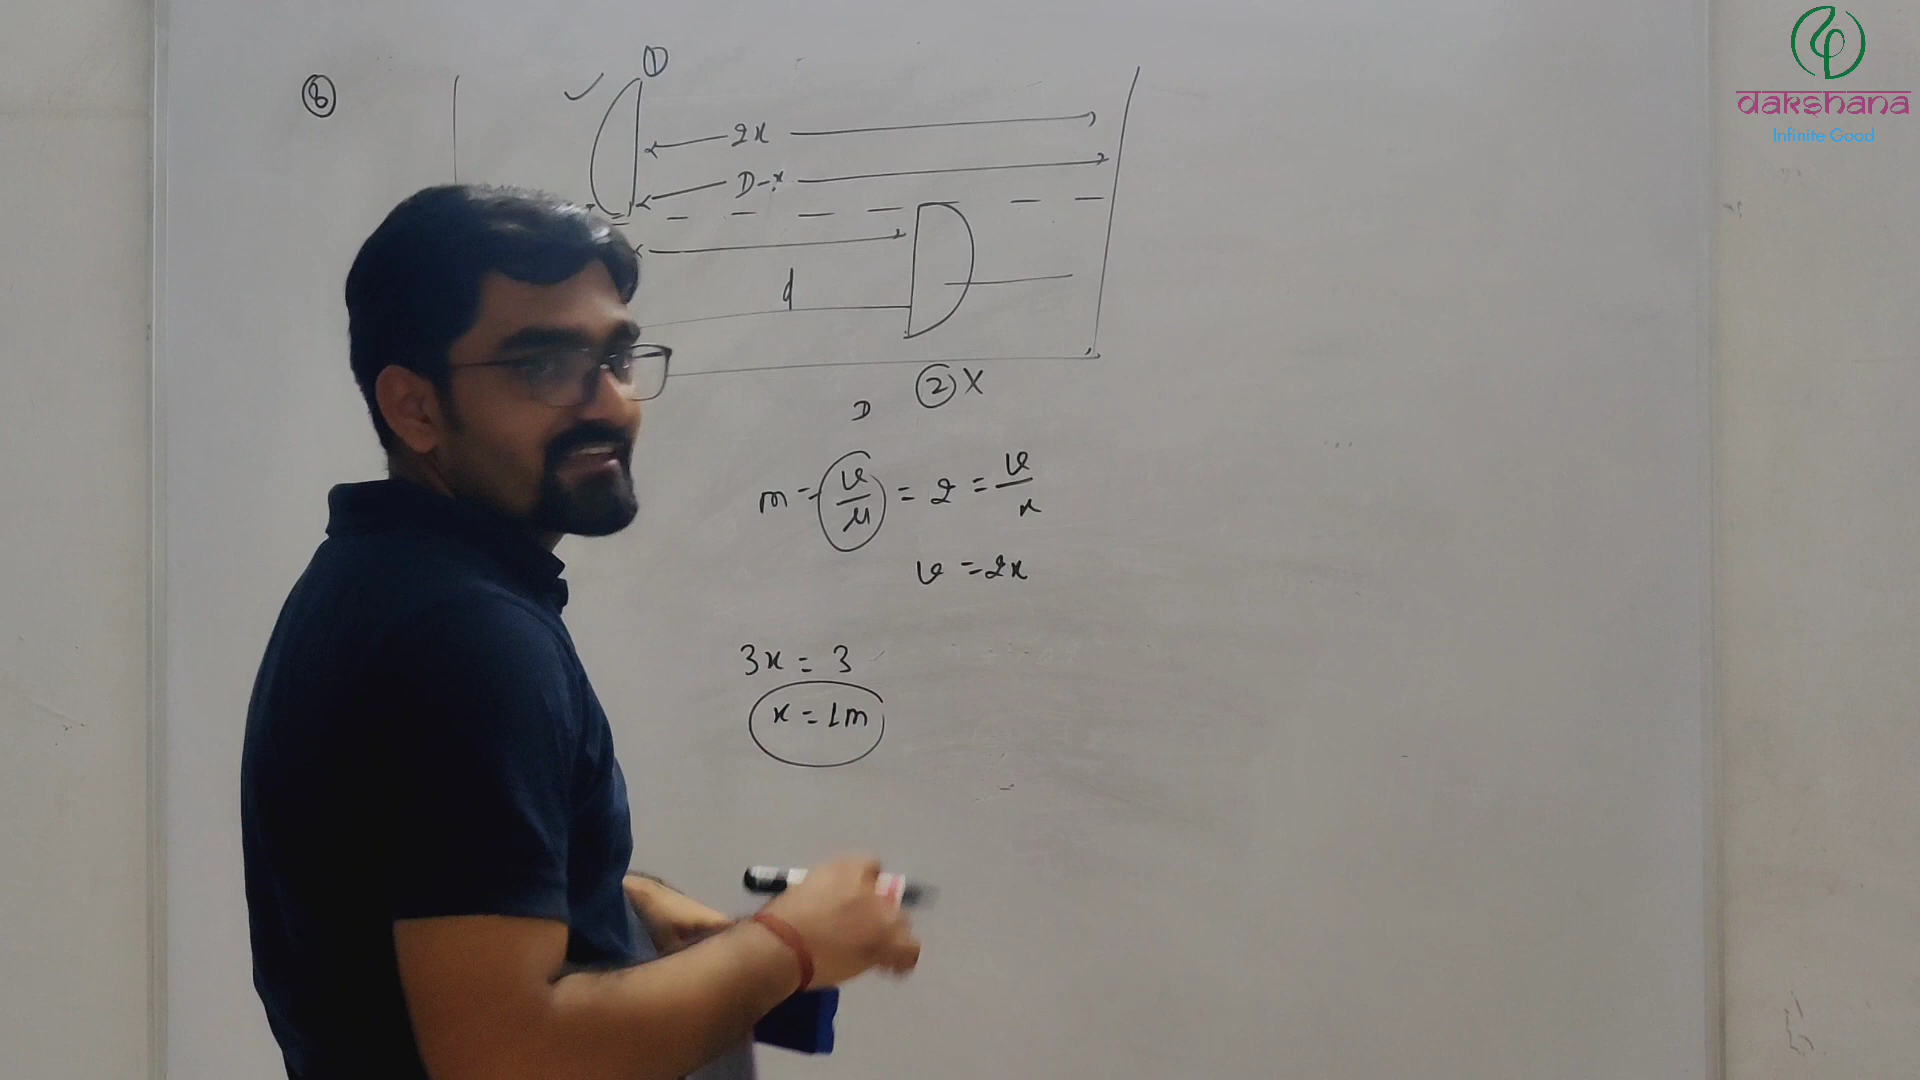 dakshana
Infinite Good
⑧
①
2x
D-x
d
② X
D
m = v/u = 2 = v/x
v = 2x
3x = 3
x = 1m